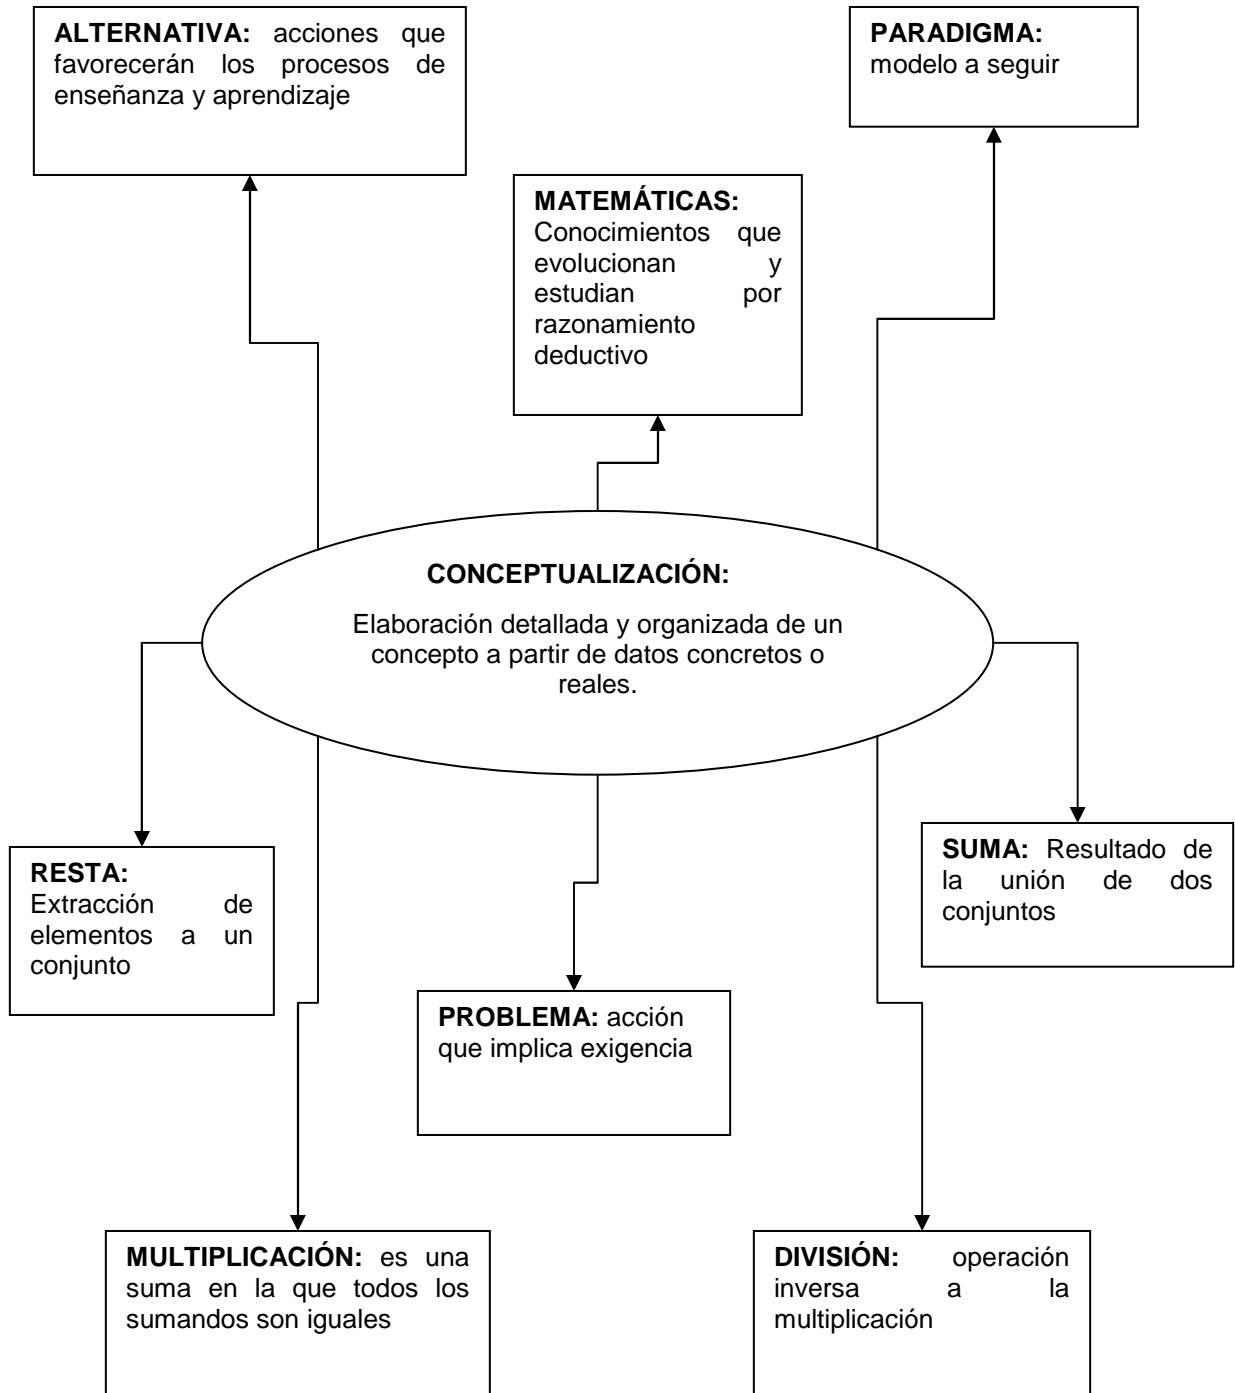 ALTERNATIVA: acciones que
favorecerán los procesos de
enseñanza y aprendizaje
PARADIGMA:
modelo a seguir
MATEMÁTICAS:
Conocimientos que
evolucionan y
estudian por
razonamiento
deductivo
CONCEPTUALIZACIÓN:
Elaboración detallada y organizada de un
concepto a partir de datos concretos o
reales.
RESTA:
Extracción de
elementos a un
conjunto
SUMA: Resultado de
la unión de dos
conjuntos
PROBLEMA: acción
que implica exigencia
MULTIPLICACIÓN: es una
suma en la que todos los
sumandos son iguales
DIVISIÓN: operación
inversa a la
multiplicación